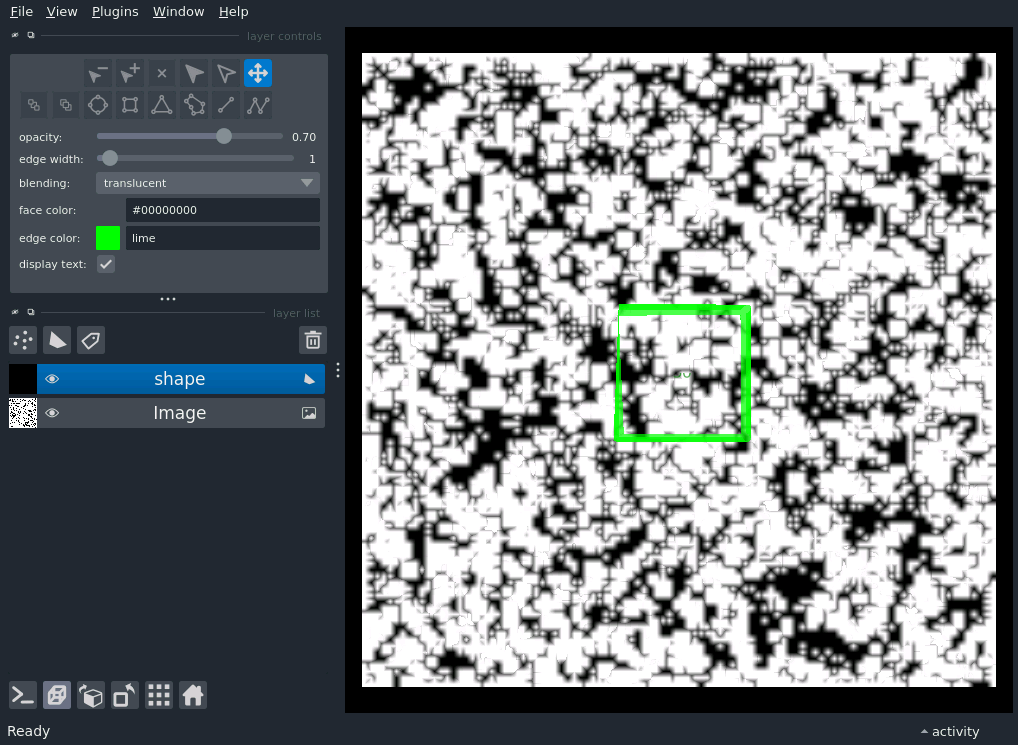 File View Plugins Window Help
layer controls
opacity: 0.70
edge width: 1
blending: translucent
face color: #00000000
edge color: lime
display text:
layer list
shape
Image
Ready
activity